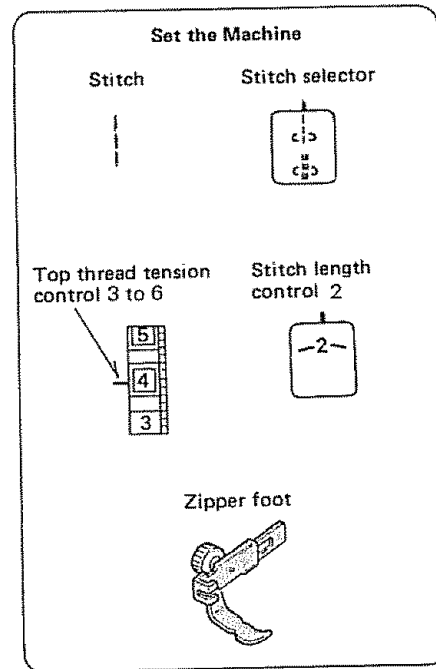 Set the Machine
Stitch
Stitch selector
Top thread tension
control 3 to 6
5
4
3
Stitch length
control 2
2
Zipper foot